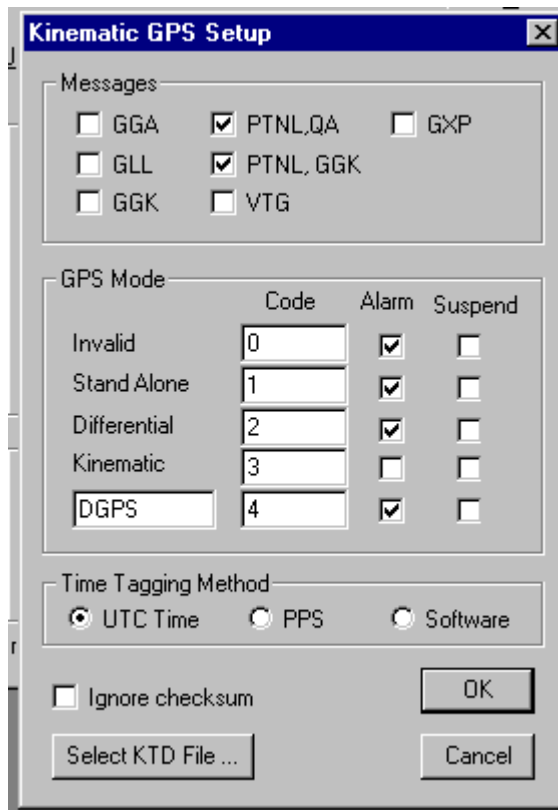 Kinematic GPS Setup
Messages
GGA PTNL,QA GXP
GLL PTNL, GGK
GGK VTG
GPS Mode
Code Alarm Suspend
Invalid 0
Stand Alone 1
Differential 2
Kinematic 3
DGPS 4
Time Tagging Method
UTC Time PPS Software
Ignore checksum OK
Select KTD File ... Cancel